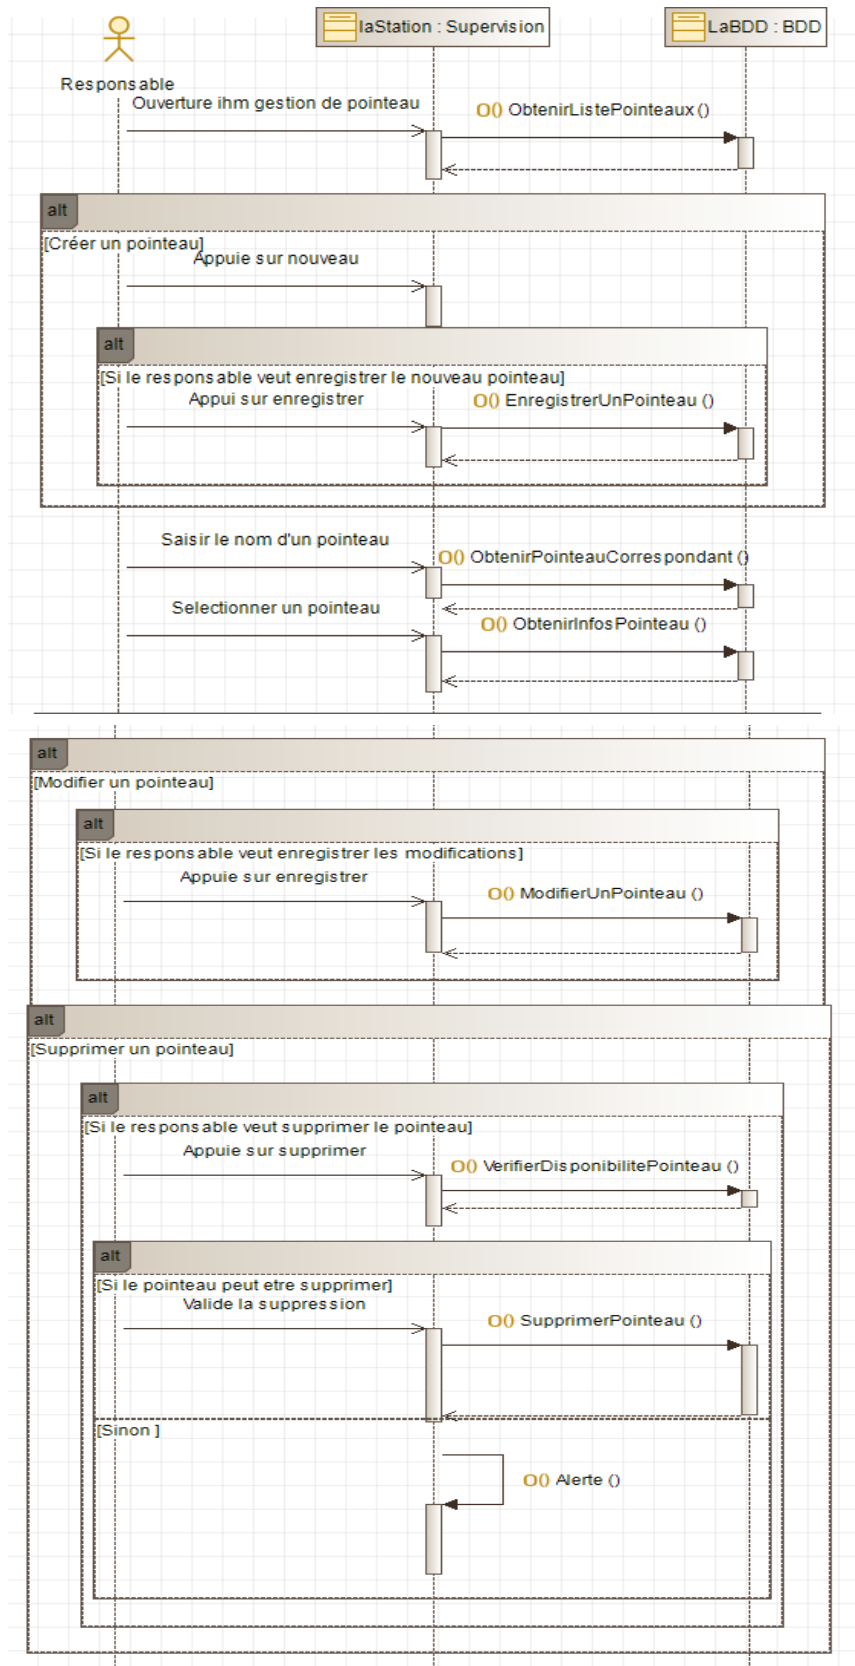 laStation : Supervision
LaBDD : BDD
Responsable
Ouverture ihm gestion de pointeau
O() ObtenirListePointeaux ()
alt
[Créer un pointeau]
Appuie sur nouveau
alt
[Si le responsable veut enregistrer le nouveau pointeau]
Appui sur enregistrer
O() EnregistrerUnPointeau ()
Saisir le nom d'un pointeau
O() ObtenirPointeauCorrespondant ()
Selectionner un pointeau
O() ObtenirInfosPointeau ()
alt
[Modifier un pointeau]
alt
[Si le responsable veut enregistrer les modifications]
Appuie sur enregistrer
O() ModifierUnPointeau ()
alt
[Supprimer un pointeau]
alt
[Si le responsable veut supprimer le pointeau]
Appuie sur supprimer
O() VerifierDisponibilitePointeau ()
alt
[Si le pointeau peut etre supprimer]
Valide la suppression
O() SupprimerPointeau ()
[Sinon ]
O() Alerte ()